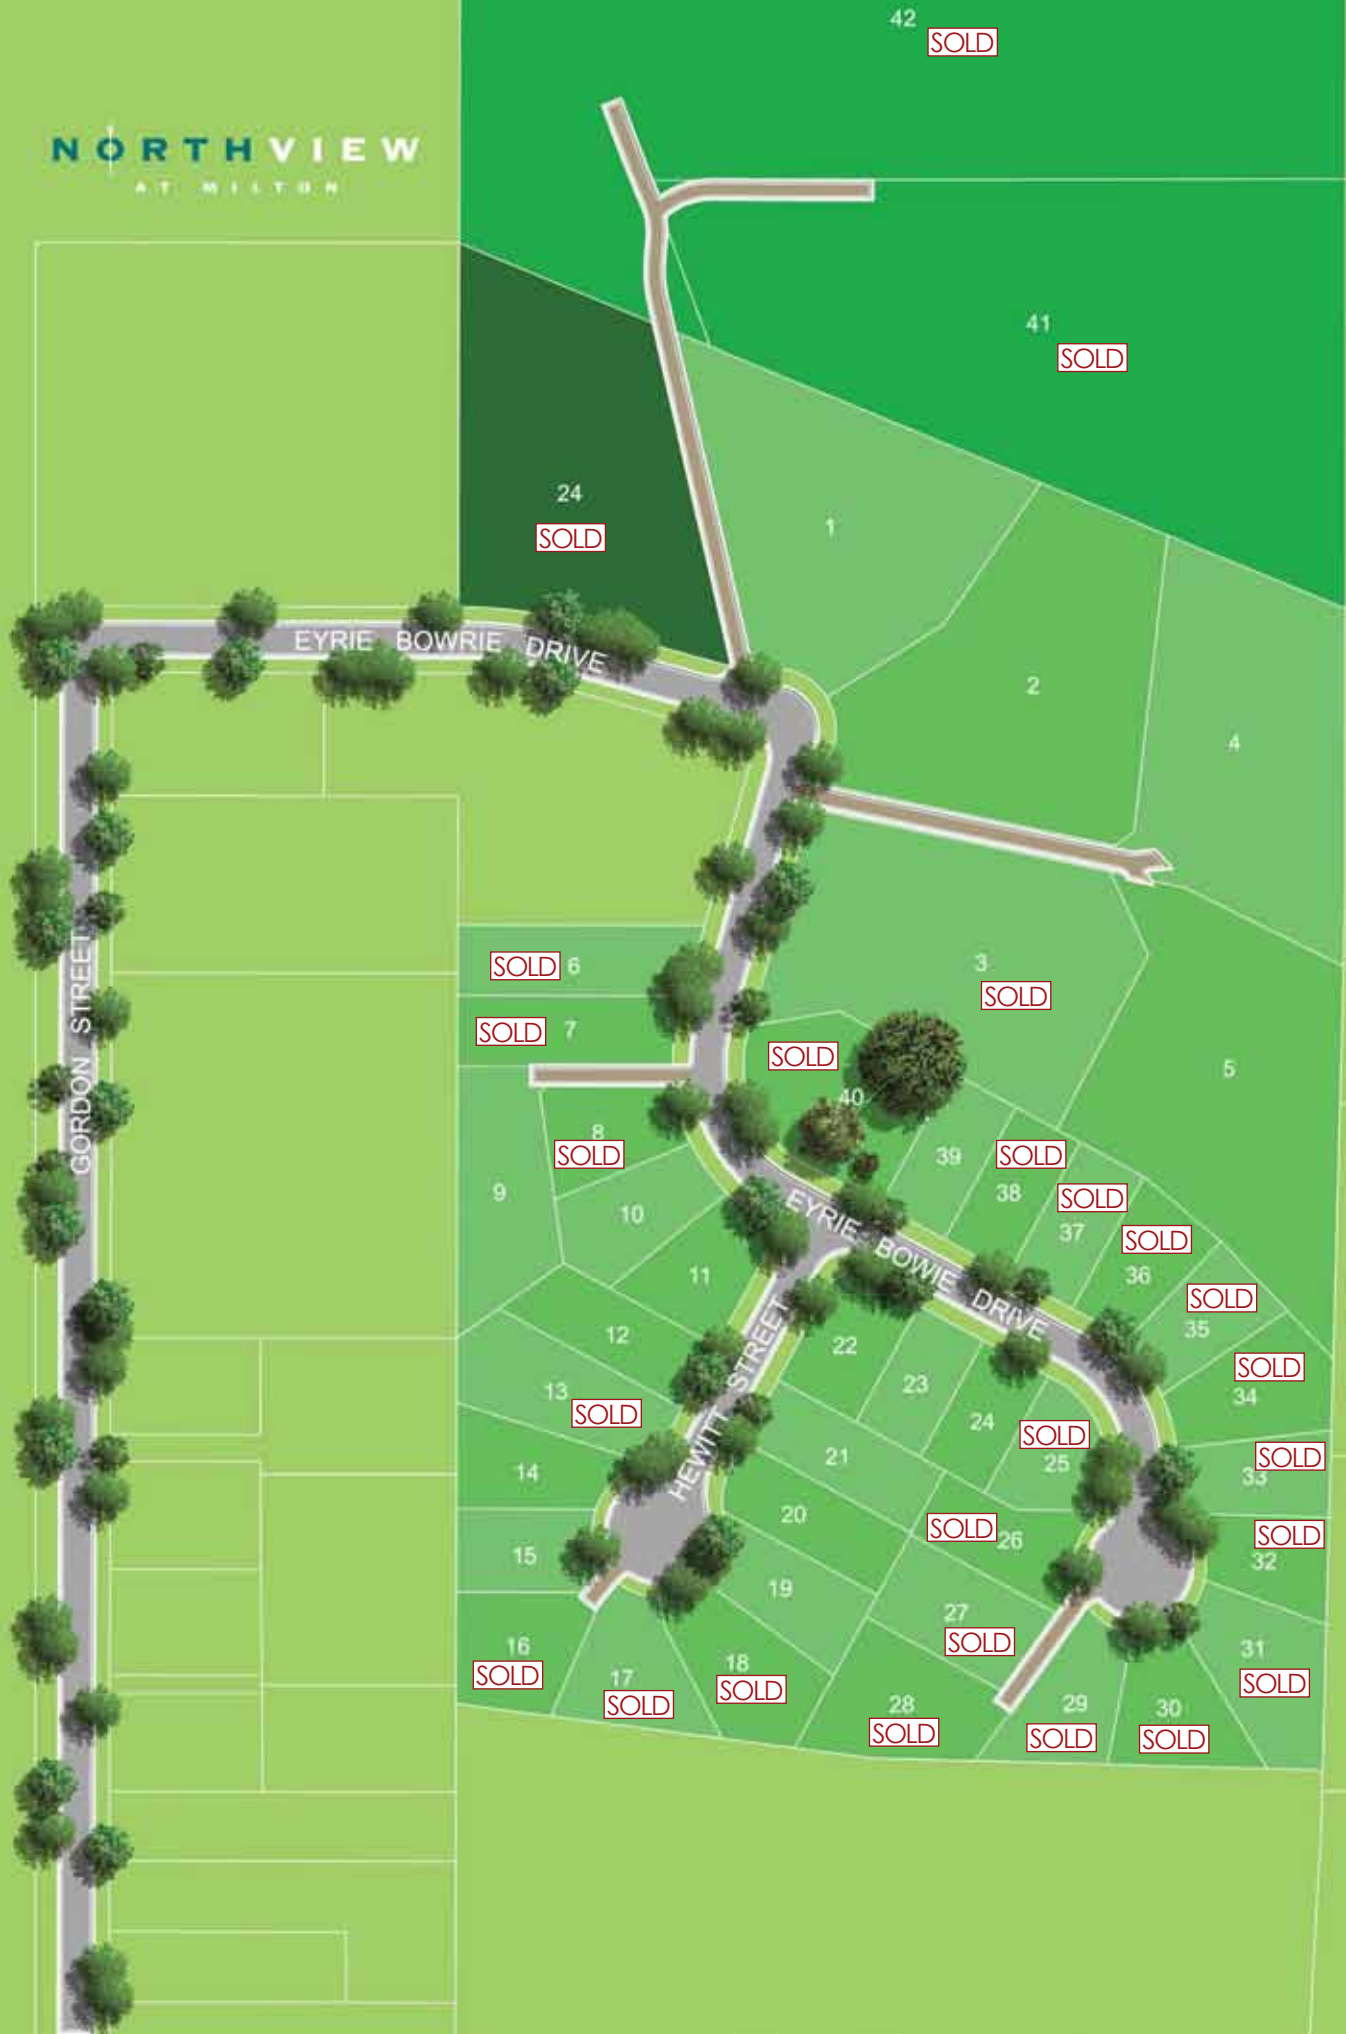 42
SOLD
NORTHVIEW
AT MILTON
41
SOLD
24
SOLD
1
EYRIE BOWRIE DRIVE
2
4
SOLD 6
3
SOLD
SOLD 7
SOLD
40
5
GORDON STREET
8
SOLD
39
SOLD
38
9
10
SOLD
37
SOLD
36
EYRIE BOWIE DRIVE
11
SOLD
35
12
22
SOLD
34
HEWITT STREET
13
SOLD
23
24
SOLD
25
21
SOLD
33
14
20
SOLD 26
SOLD
32
15
19
27
SOLD
16
SOLD
17
SOLD
18
SOLD
28
SOLD
29
SOLD
30
SOLD
31
SOLD